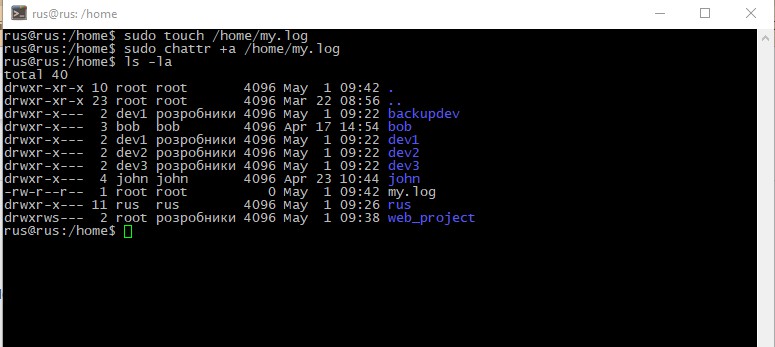 rus@rus: /home
rus@rus:/home$ sudo touch /home/my.log
rus@rus:/home$ sudo chattr +a /home/my.log
rus@rus:/home$ ls -la
total 40
drwxr-xr-x 10 root root       4096 May  1 09:42 .
drwxr-xr-x 23 root root       4096 Mar 22 08:56 ..
drwxr-x---  2 dev1 розробники 4096 May  1 09:22 backupdev
drwxr-x---  3 bob  bob        4096 Apr 17 14:54 bob
drwxr-x---  2 dev1 розробники 4096 May  1 09:22 dev1
drwxr-x---  2 dev2 розробники 4096 May  1 09:22 dev2
drwxr-x---  2 dev3 розробники 4096 May  1 09:22 dev3
drwxr-x---  4 john john       4096 Apr 23 10:44 john
-rw-r--r--  1 root root          0 May  1 09:42 my.log
drwxr-x--- 11 rus  rus        4096 May  1 09:26 rus
drwxrws---  2 root розробники 4096 May  1 09:38 web_project
rus@rus:/home$